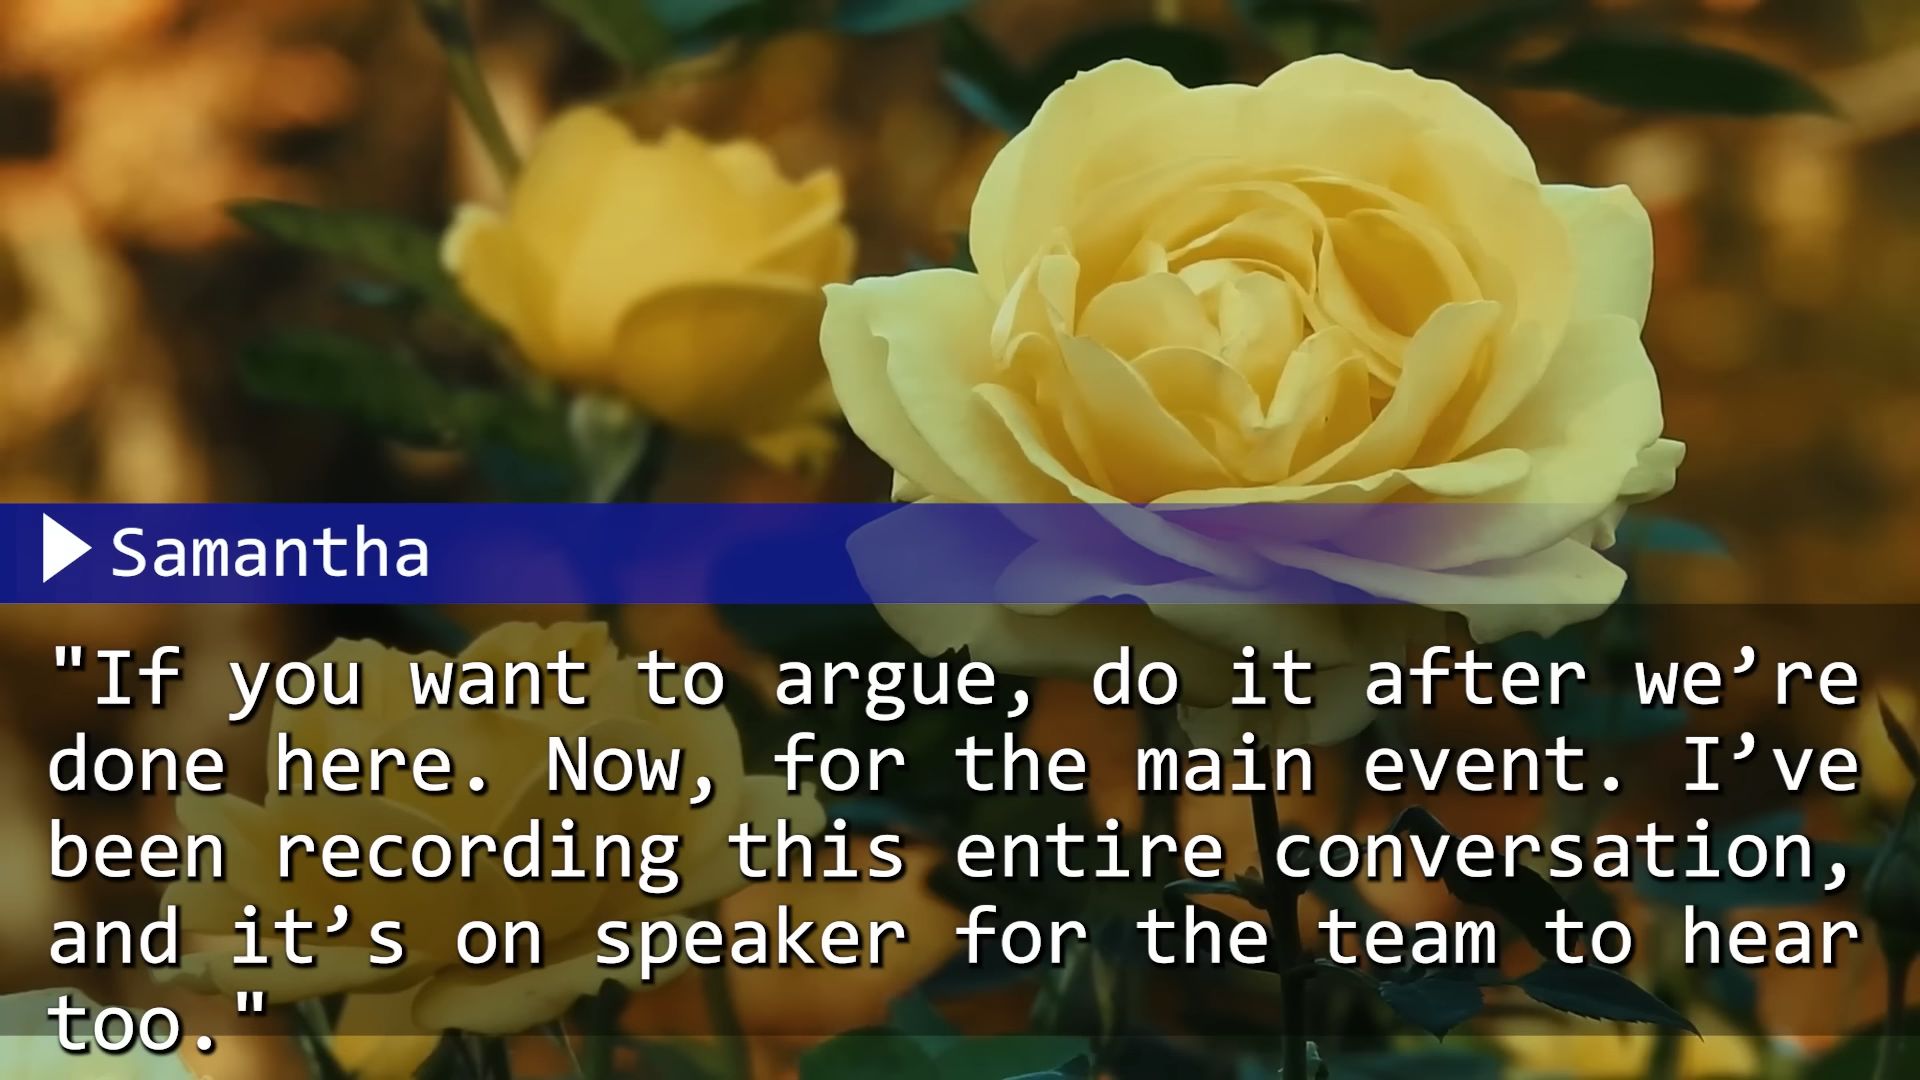 Samantha
"If you want to argue, do it after we’re
done here. Now, for the main event. I’ve
been recording this entire conversation,
and it’s on speaker for the team to hear
too."